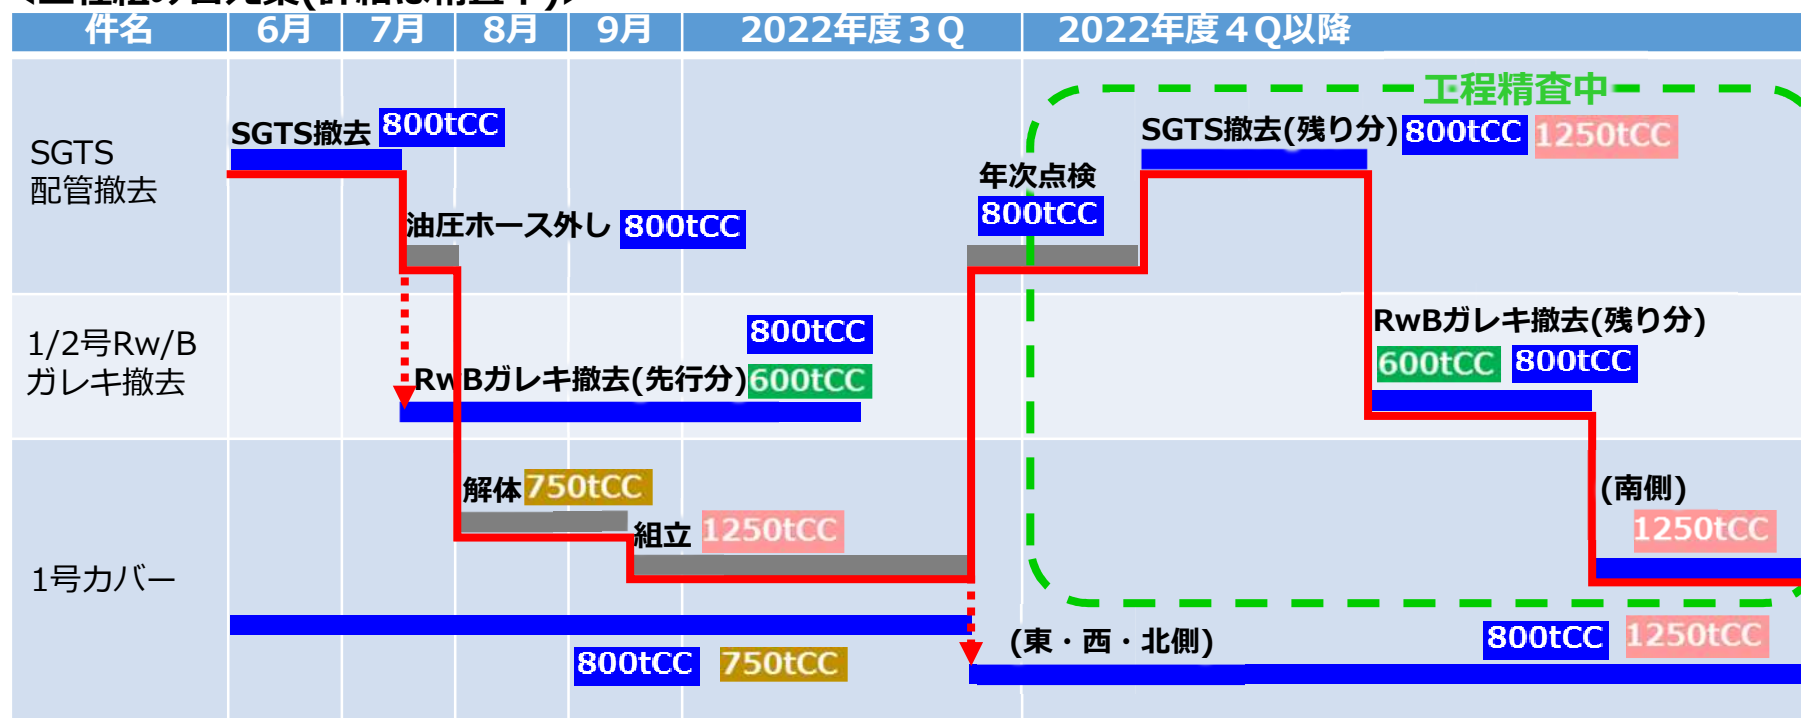 件名 6月 7月 8月 9月 2022年度３Q 2022年度４Q以降
工程精査中
SGTS
配管撤去
SGTS撤去 800tCC
SGTS撤去(残り分) 800tCC 1250tCC
年次点検
800tCC
油圧ホース外し 800tCC
1/2号Rw/B
ガレキ撤去
800tCC
RwBガレキ撤去(先行分) 600tCC
RwBガレキ撤去(残り分)
600tCC 800tCC
1号カバー
解体 750tCC
組立 1250tCC
(南側)
1250tCC
800tCC 750tCC
(東・西・北側)
800tCC 1250tCC